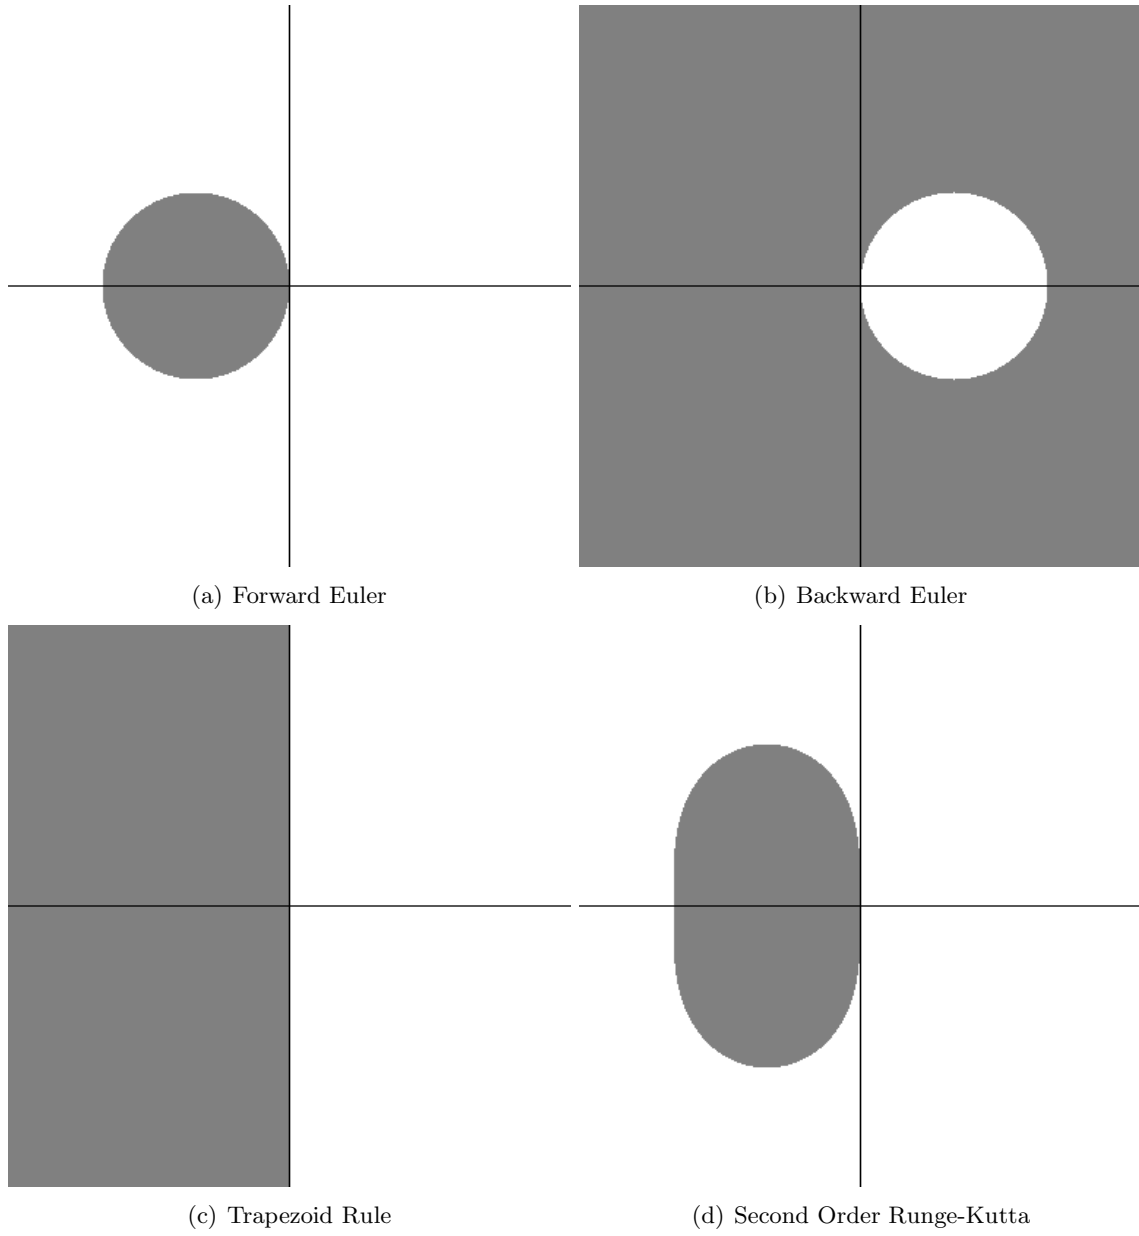 (a) Forward Euler
(b) Backward Euler
(c) Trapezoid Rule
(d) Second Order Runge-Kutta